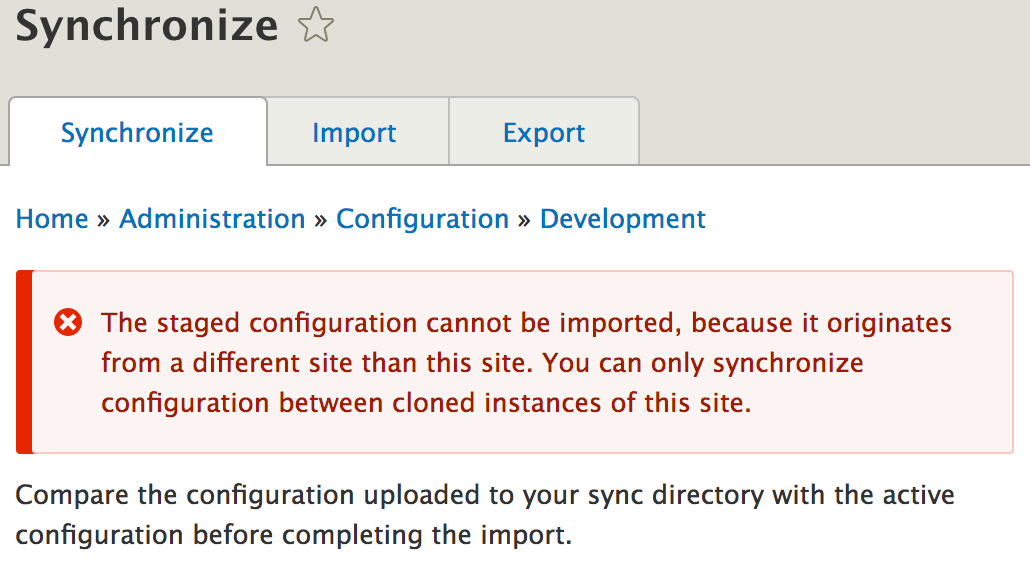 Synchronize
Synchronize Import Export
Home » Administration » Configuration » Development
The staged configuration cannot be imported, because it originates
from a different site than this site. You can only synchronize
configuration between cloned instances of this site.
Compare the configuration uploaded to your sync directory with the active
configuration before completing the import.